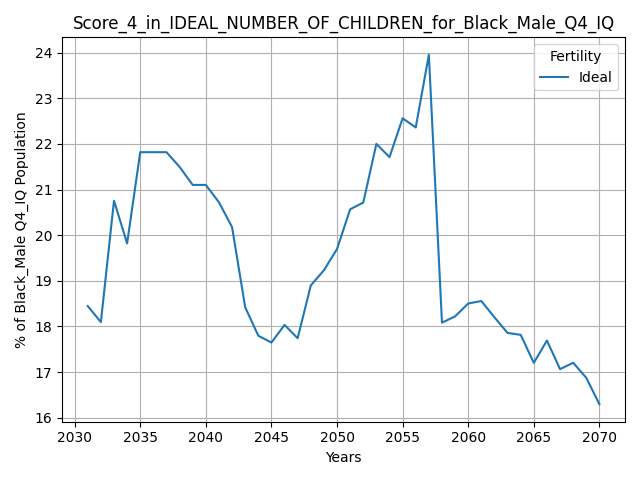 Score_4_in_IDEAL_NUMBER_OF_CHILDREN_for_Black_Male_Q4_IQ
Fertility
Ideal
% of Black_Male Q4_IQ Population
24
23
22
21
20
19
18
17
16
2030 2035 2040 2045 2050 2055 2060 2065 2070
Years